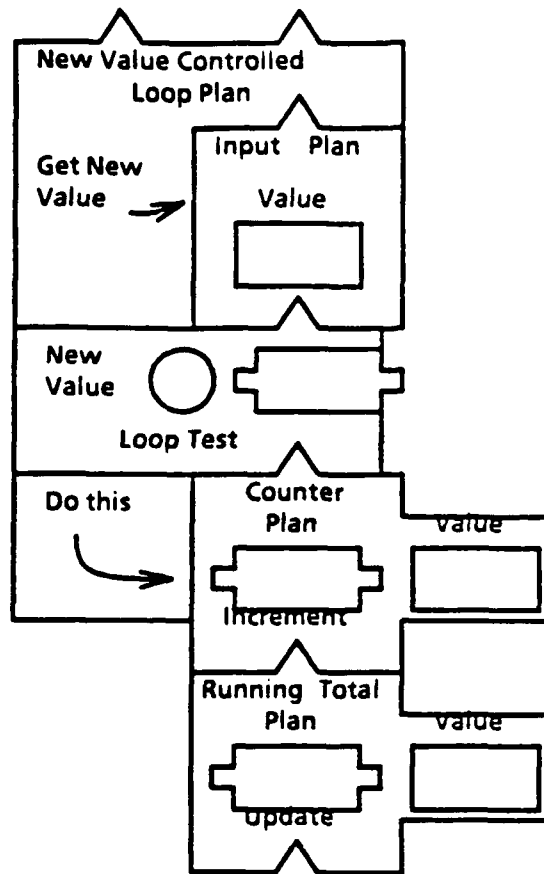 New Value Controlled
Loop Plan
Input Plan
Get New
Value
Value
New
Value
Loop Test
Do this
Counter
Plan
Value
Increment
Running Total
Plan
Value
Update